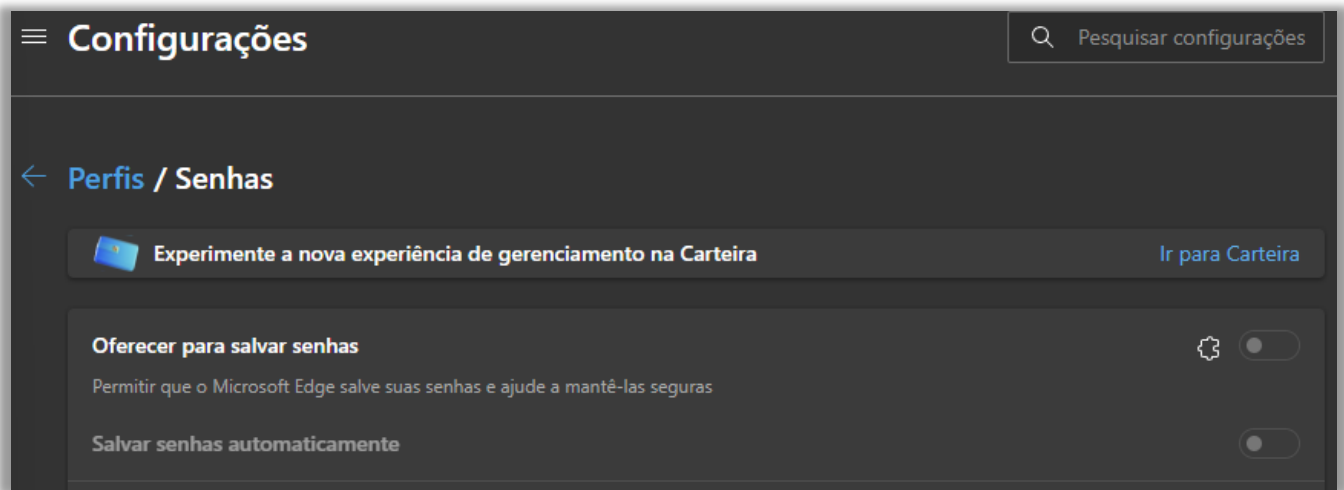 Configurações
Pesquisar configurações
Perfis / Senhas
Experimente a nova experiência de gerenciamento na Carteira
Ir para Carteira
Oferecer para salvar senhas
Permitir que o Microsoft Edge salve suas senhas e ajude a mantê-las seguras
Salvar senhas automaticamente